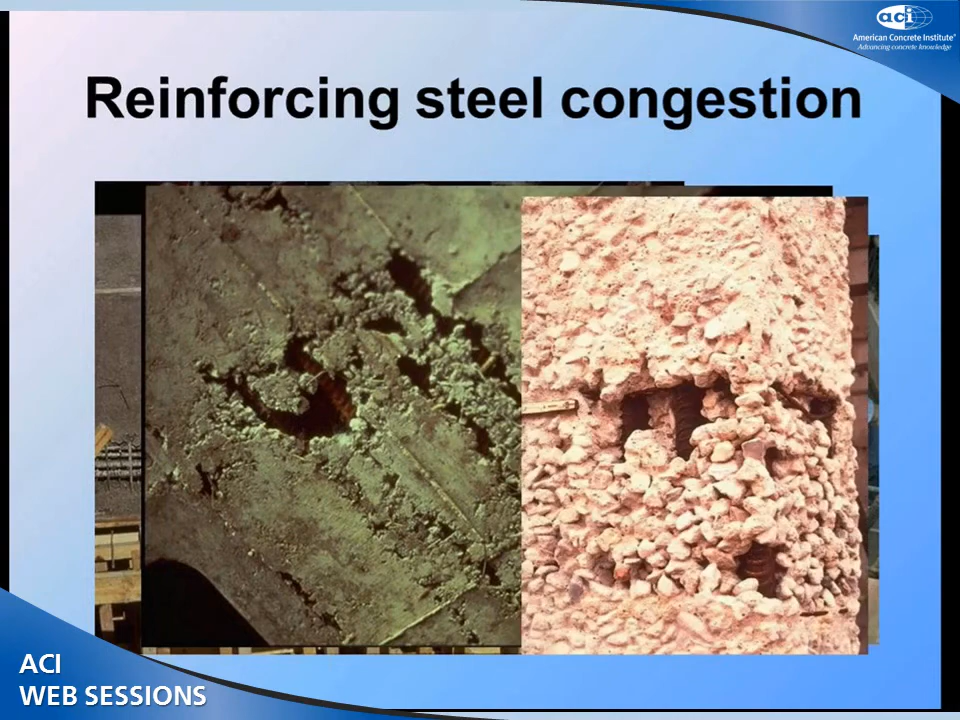 aci
American Concrete Institute®
Advancing concrete knowledge
Reinforcing steel congestion
ACI
WEB SESSIONS